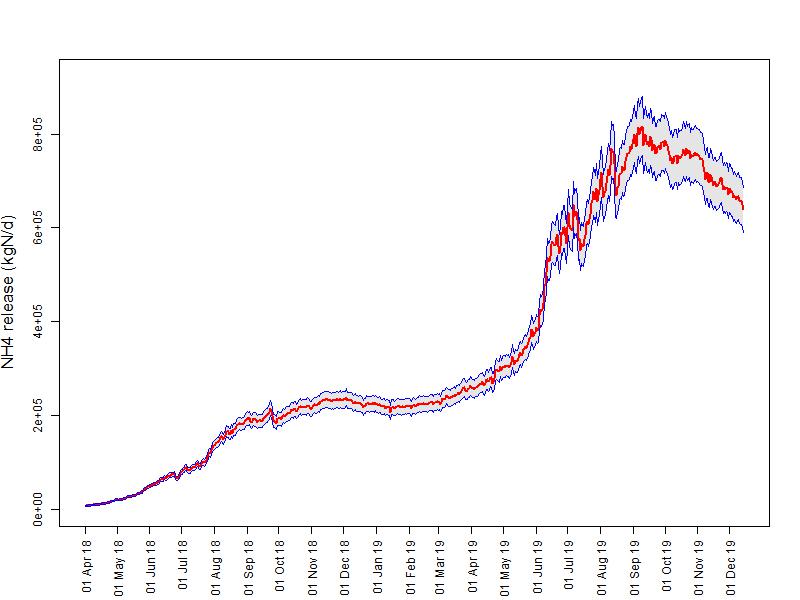 NH4 release (kgN/d)
8e+05
6e+05
4e+05
2e+05
0e+00
01 Apr 18
01 May 18
01 Jun 18
01 Jul 18
01 Aug 18
01 Sep 18
01 Oct 18
01 Nov 18
01 Dec 18
01 Jan 19
01 Feb 19
01 Mar 19
01 Apr 19
01 May 19
01 Jun 19
01 Jul 19
01 Aug 19
01 Sep 19
01 Oct 19
01 Nov 19
01 Dec 19